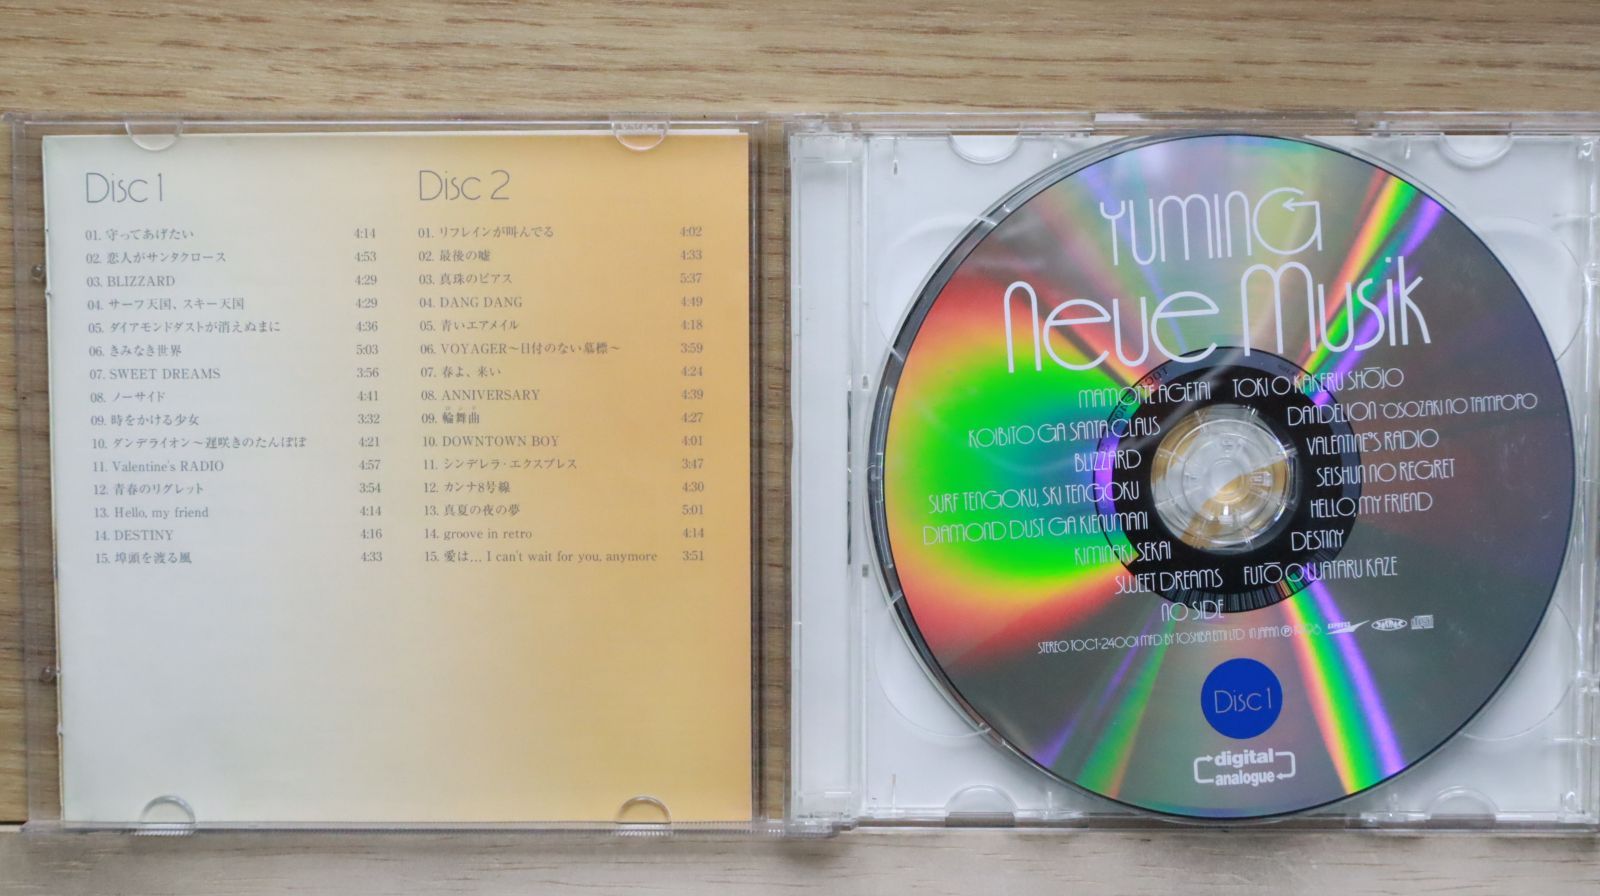 Disc 1
01. 守ってあげたい 4:14
02. 恋人がサンタクロース 4:53
03. BLIZZARD 4:29
04. サーフ天国、スキー天国 4:29
05. ダイアモンドダストが消えぬまに 4:36
06. きみなき世界 5:03
07. SWEET DREAMS 3:56
08. ノーサイド 4:41
09. 時をかける少女 3:32
10. ダンデライオン〜遅咲きのたんぽぽ 4:21
11. Valentine's RADIO 4:57
12. 青春のリグレット 3:54
13. Hello, my friend 4:14
14. DESTINY 4:16
15. 埠頭を渡る風 4:33
Disc 2
01. リフレインが叫んでる 4:02
02. 最後の嘘 4:33
03. 真珠のピアス 5:37
04. DANG DANG 4:49
05. 青いエアメイル 4:18
06. VOYAGER〜日付のない墓標〜 3:59
07. 春よ、来い 4:24
08. ANNIVERSARY 4:39
09. 輪舞曲 4:27
10. DOWNTOWN BOY 4:01
11. シンデレラ・エクスプレス 3:47
12. カンナ8号線 4:30
13. 真夏の夜の夢 5:01
14. groove in retro 4:14
15. 愛は... I can't wait for you, anymore 3:51
YUMING
Neue Musik
MAMOTTE AGETAI
KOIBITO GA SANTA CLAUS
BLIZZARD
SURF TENGOKU, SKI TENGOKU
DIAMOND DUST GA KIENUMANI
KIMINAKI SEKAI
SWEET DREAMS
NO SIDE
TOKI O KAKERU SHŌJO
DANDELION ~OSOZAKI NO TAMPOPO
VALENTINE'S RADIO
SEISHUN NO REGRET
HELLO, MY FRIEND
DESTINY
FUTŌ O WATARU KAZE
STEREO TOCT-24001 MFD BY TOSHIBA EMI LTD. IN JAPAN Ⓟ 1998 EXPRESS
Disc 1
digital
analogue